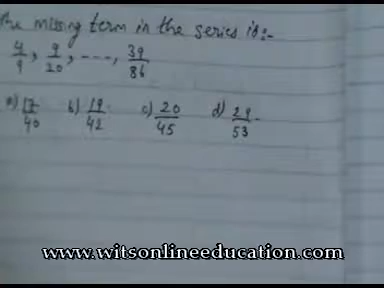 the missing term in the series is:-
4/9, 9/20, ----, 39/86
a) 17/40 b) 19/42 c) 20/45 d) 29/53
www.witsonlineeducation.com